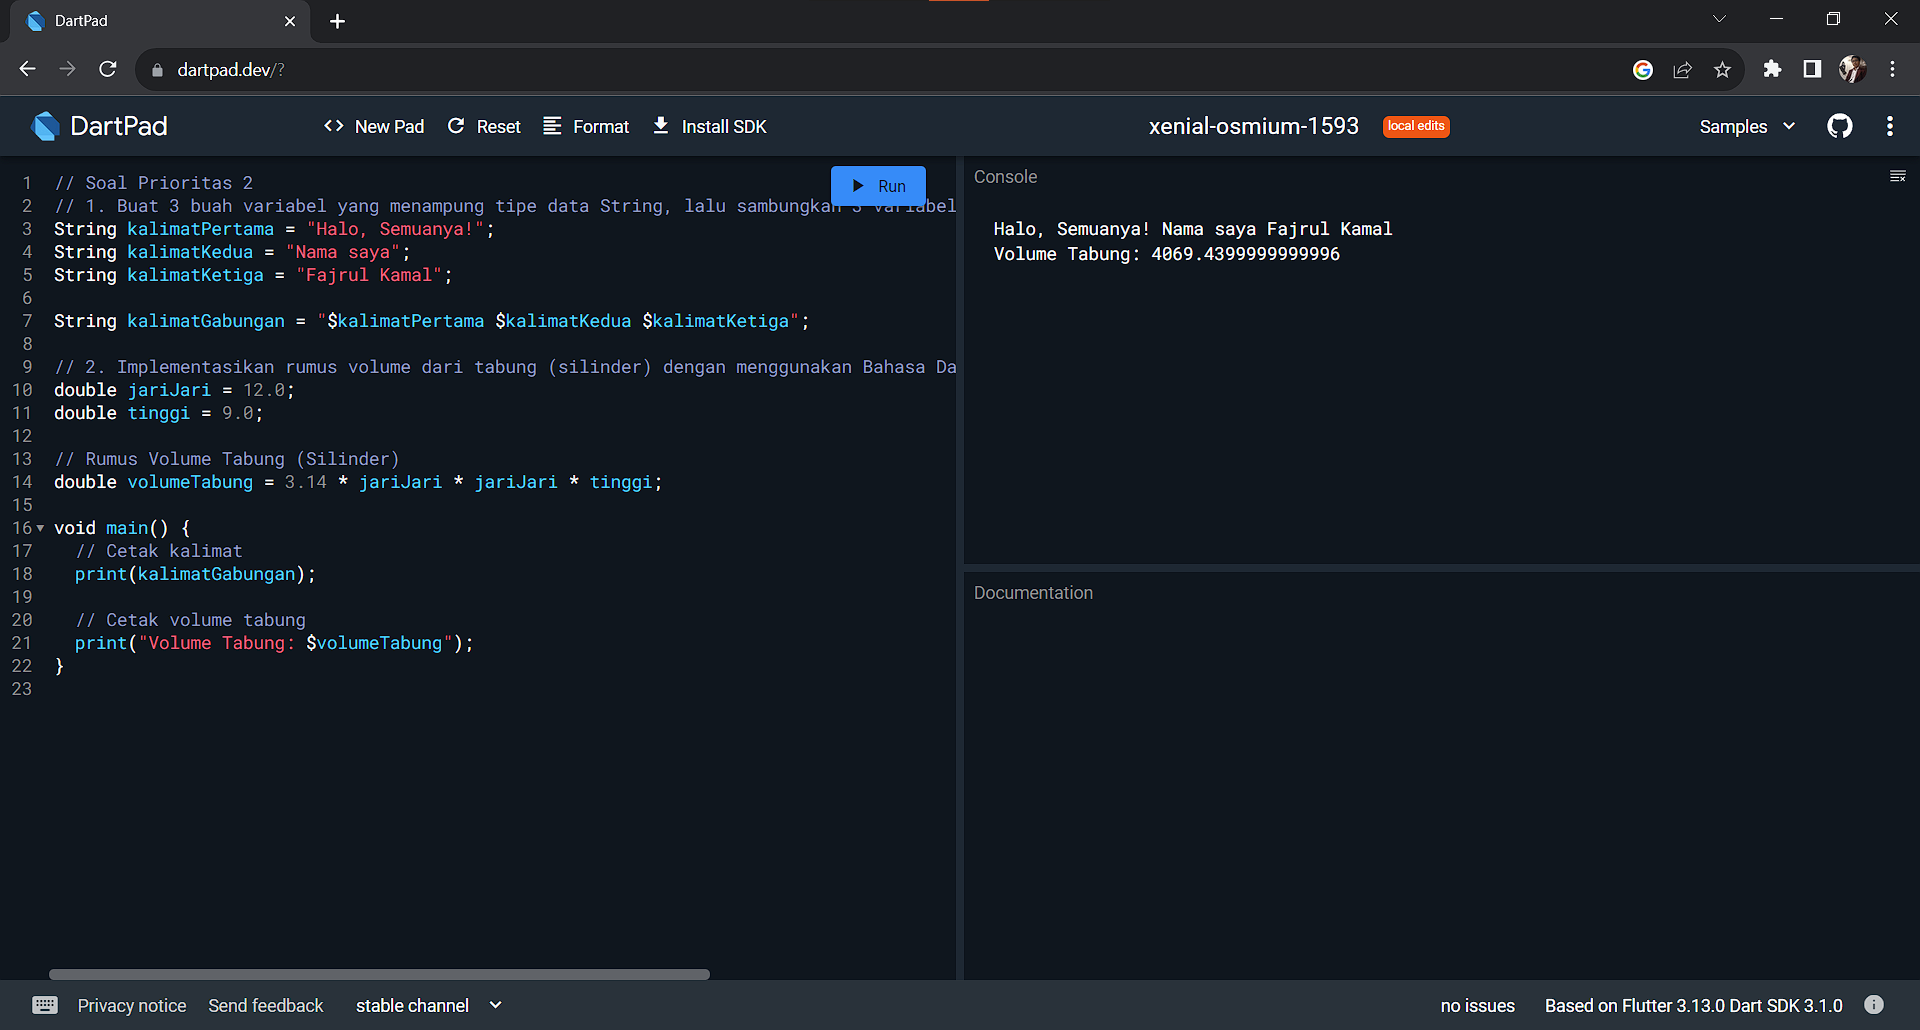 DartPad
dartpad.dev/?
DartPad
New Pad Reset Format Install SDK
xenial-osmium-1593 local edits
Samples
Run
1 // Soal Prioritas 2
2 // 1. Buat 3 buah variabel yang menampung tipe data String, lalu sambungkan 3 variabel
3 String kalimatPertama = "Halo, Semuanya!";
4 String kalimatKedua = "Nama saya";
5 String kalimatKetiga = "Fajrul Kamal";
6
7 String kalimatGabungan = "$kalimatPertama $kalimatKedua $kalimatKetiga";
8
9 // 2. Implementasikan rumus volume dari tabung (silinder) dengan menggunakan Bahasa Da
10 double jariJari = 12.0;
11 double tinggi = 9.0;
12
13 // Rumus Volume Tabung (Silinder)
14 double volumeTabung = 3.14 * jariJari * jariJari * tinggi;
15
16 void main() {
17 // Cetak kalimat
18 print(kalimatGabungan);
19
20 // Cetak volume tabung
21 print("Volume Tabung: $volumeTabung");
22 }
23
Console
Halo, Semuanya! Nama saya Fajrul Kamal
Volume Tabung: 4069.4399999999996
Documentation
Privacy notice Send feedback stable channel
no issues Based on Flutter 3.13.0 Dart SDK 3.1.0